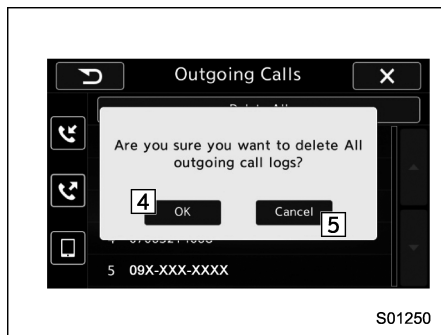 Outgoing Calls
Are you sure you want to delete All
outgoing call logs?
4
OK
Cancel
5
5 09X-XXX-XXXX
S01250